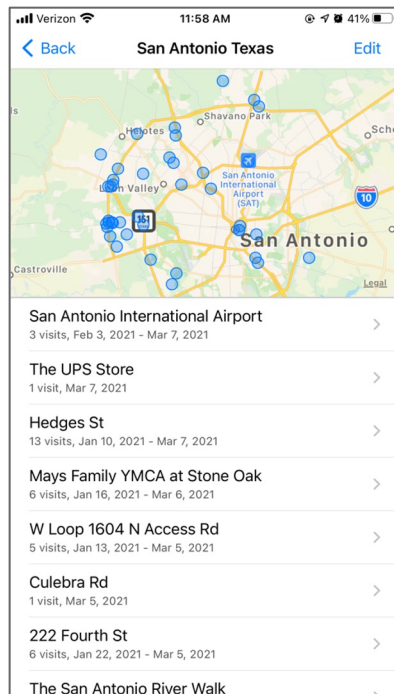 Verizon 11:58 AM 41%
Back San Antonio Texas Edit
Shavano Park
Helotes
Valley
San Antonio
International
Airport
(SAT)
10
151
San Antonio
Castroville
Legal
San Antonio International Airport
3 visits, Feb 3, 2021 - Mar 7, 2021
The UPS Store
1 visit, Mar 7, 2021
Hedges St
13 visits, Jan 10, 2021 - Mar 7, 2021
Mays Family YMCA at Stone Oak
6 visits, Jan 16, 2021 - Mar 6, 2021
W Loop 1604 N Access Rd
5 visits, Jan 13, 2021 - Mar 5, 2021
Culebra Rd
1 visit, Mar 5, 2021
222 Fourth St
6 visits, Jan 22, 2021 - Mar 5, 2021
The San Antonio River Walk